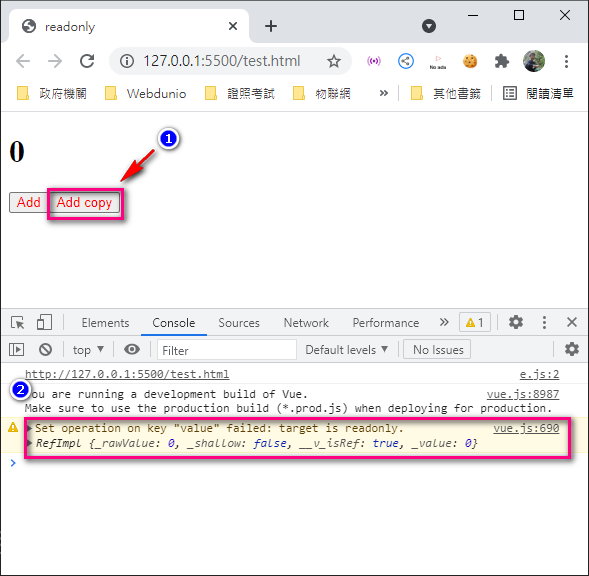 readonly
127.0.0.1:5500/test.html
No ads
政府機關 Webdunio 證照考試 物聯網 » 其他書籤 閱讀清單
1
0
Add Add copy
Elements Console Sources Network Performance » 1
top ▼ Filter Default levels ▼ No Issues
http://127.0.0.1:5500/test.html e.js:2
2
You are running a development build of Vue. vue.js:8987
Make sure to use the production build (*.prod.js) when deploying for production.
Set operation on key "value" failed: target is readonly. vue.js:690
RefImpl {_rawValue: 0, _shallow: false, __v_isRef: true, _value: 0}